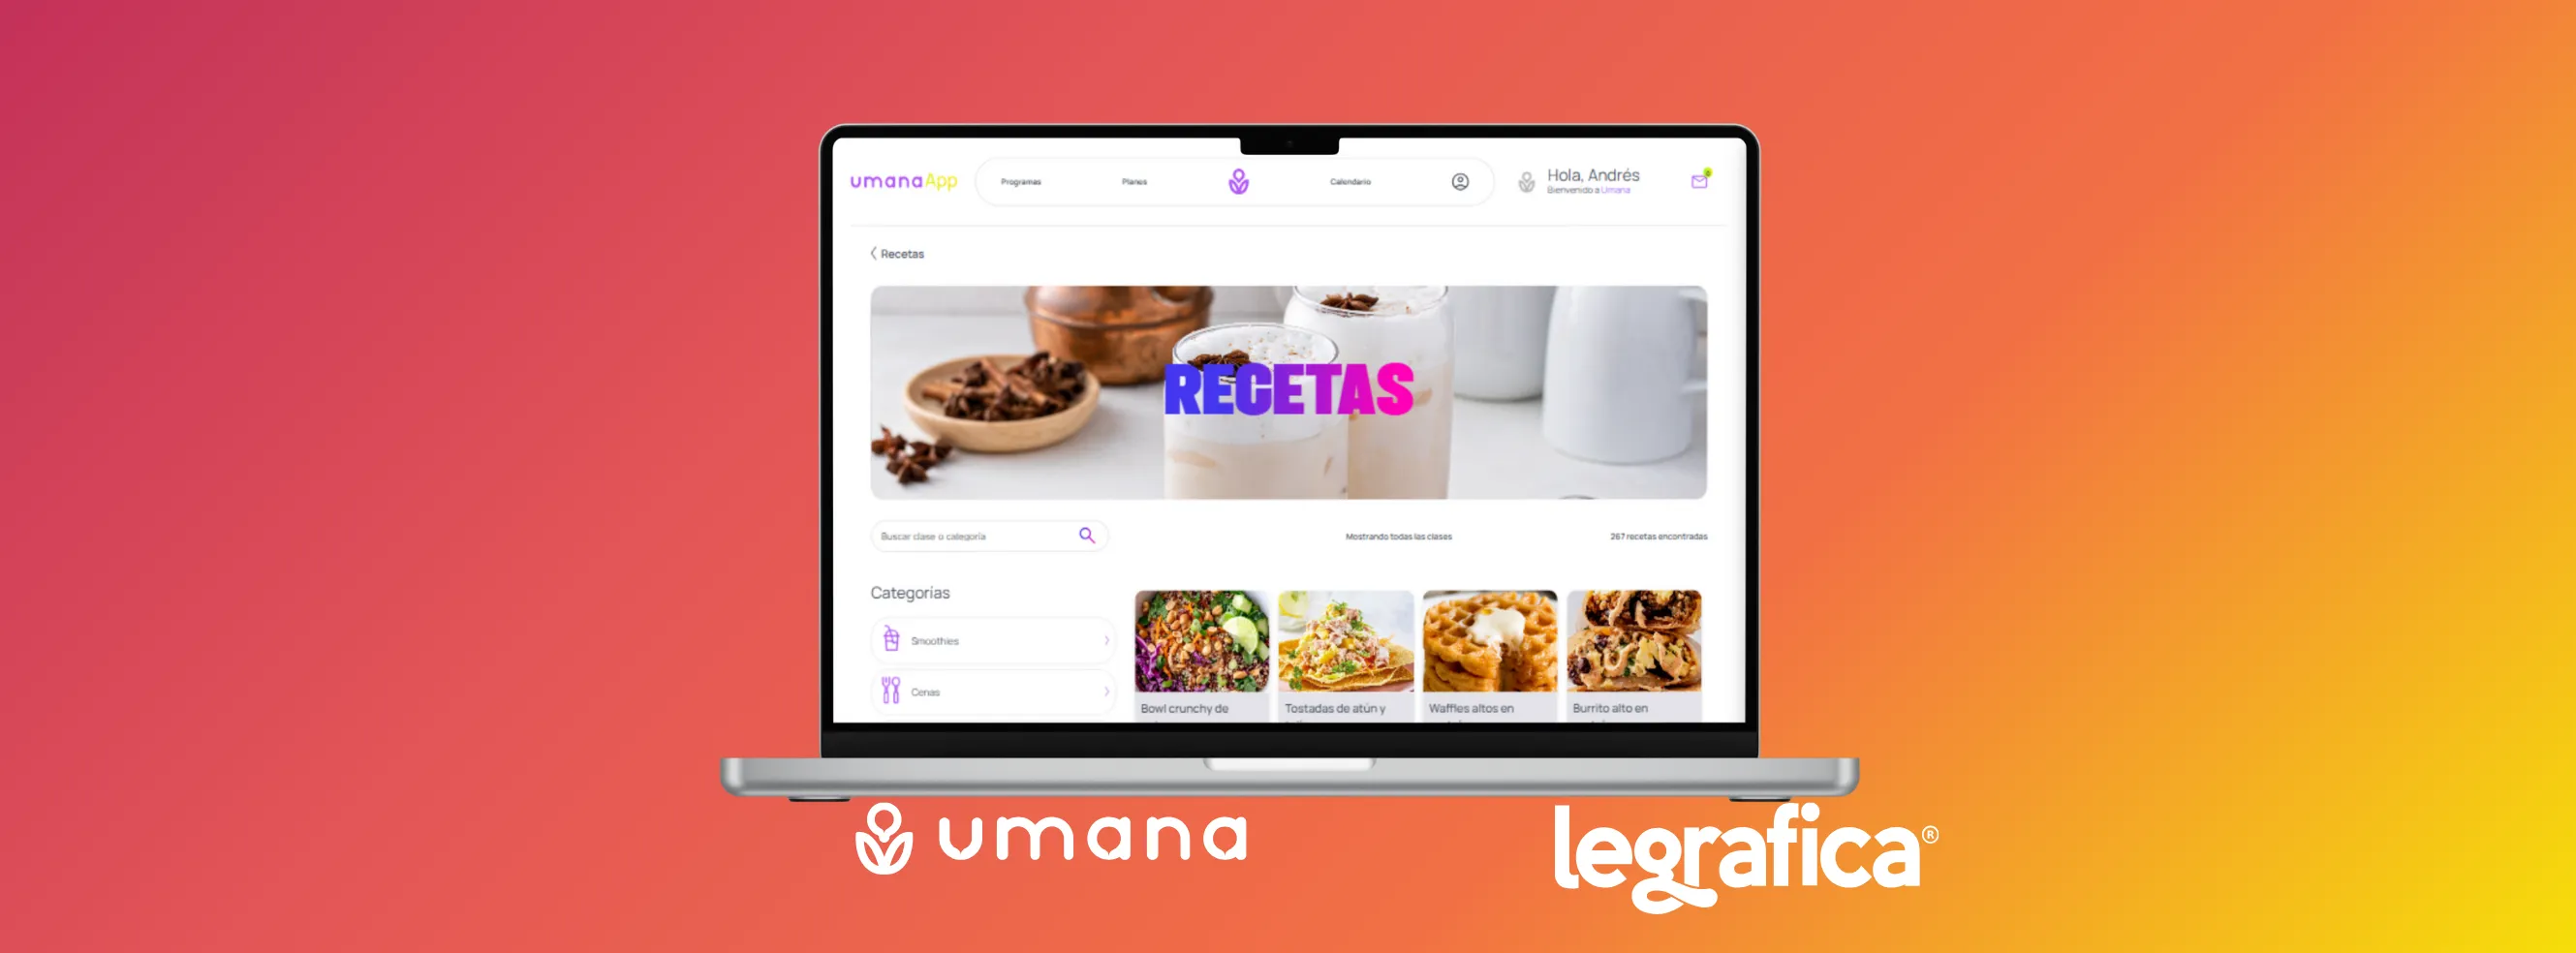 umanaApp
Programas
Planes
Calendario
Hola, Andrés
Bienvenido a Umana
Recetas
RECETAS
Buscar clase o categoría
Mostrando todas las clases
267 recetas encontradas
Categorías
Smoothies
Cenas
Bowl crunchy de
Tostadas de atún y
Waffles altos en
Burrito alto en
umana
legrafica®